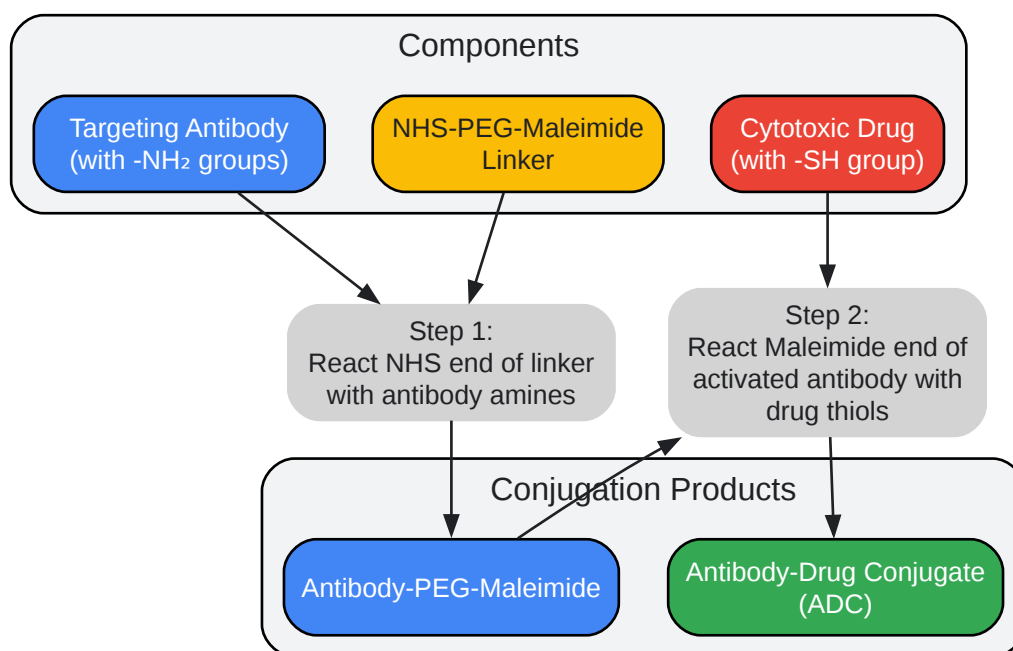 Components
Targeting Antibody
(with -NH₂ groups)
NHS-PEG-Maleimide
Linker
Cytotoxic Drug
(with -SH group)
Step 1:
React NHS end of linker
with antibody amines
Step 2:
React Maleimide end of
activated antibody with
drug thiols
Conjugation Products
Antibody-PEG-Maleimide
Antibody-Drug Conjugate
(ADC)